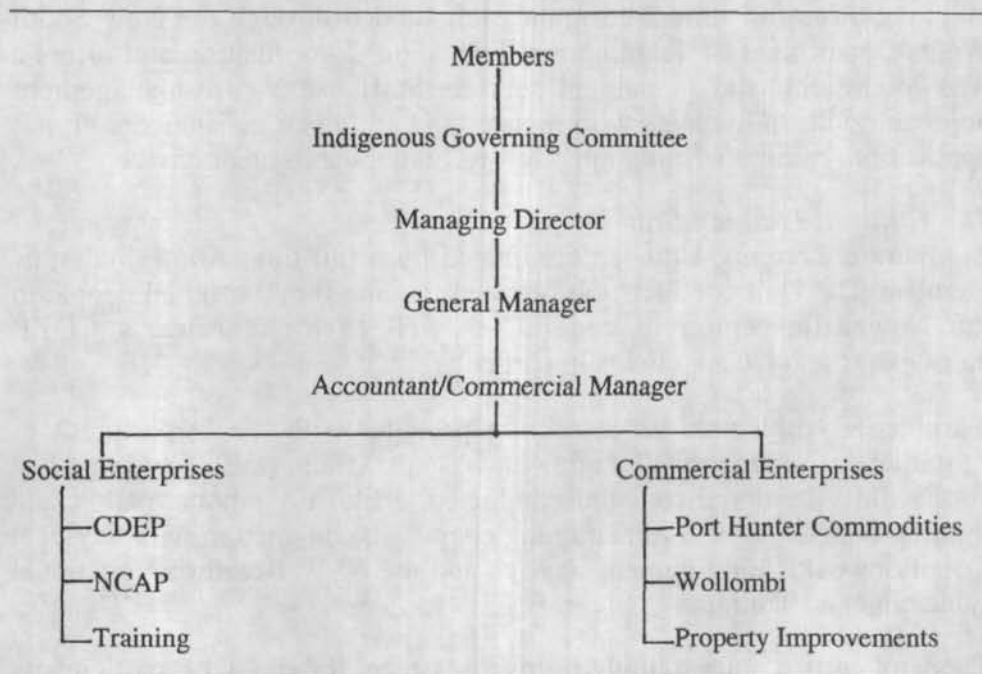 Members
Indigenous Governing Committee
Managing Director
General Manager
Accountant/Commercial Manager
Social Enterprises
Commercial Enterprises
CDEP
Port Hunter Commodities
NCAP
Wollombi
Training
Property Improvements